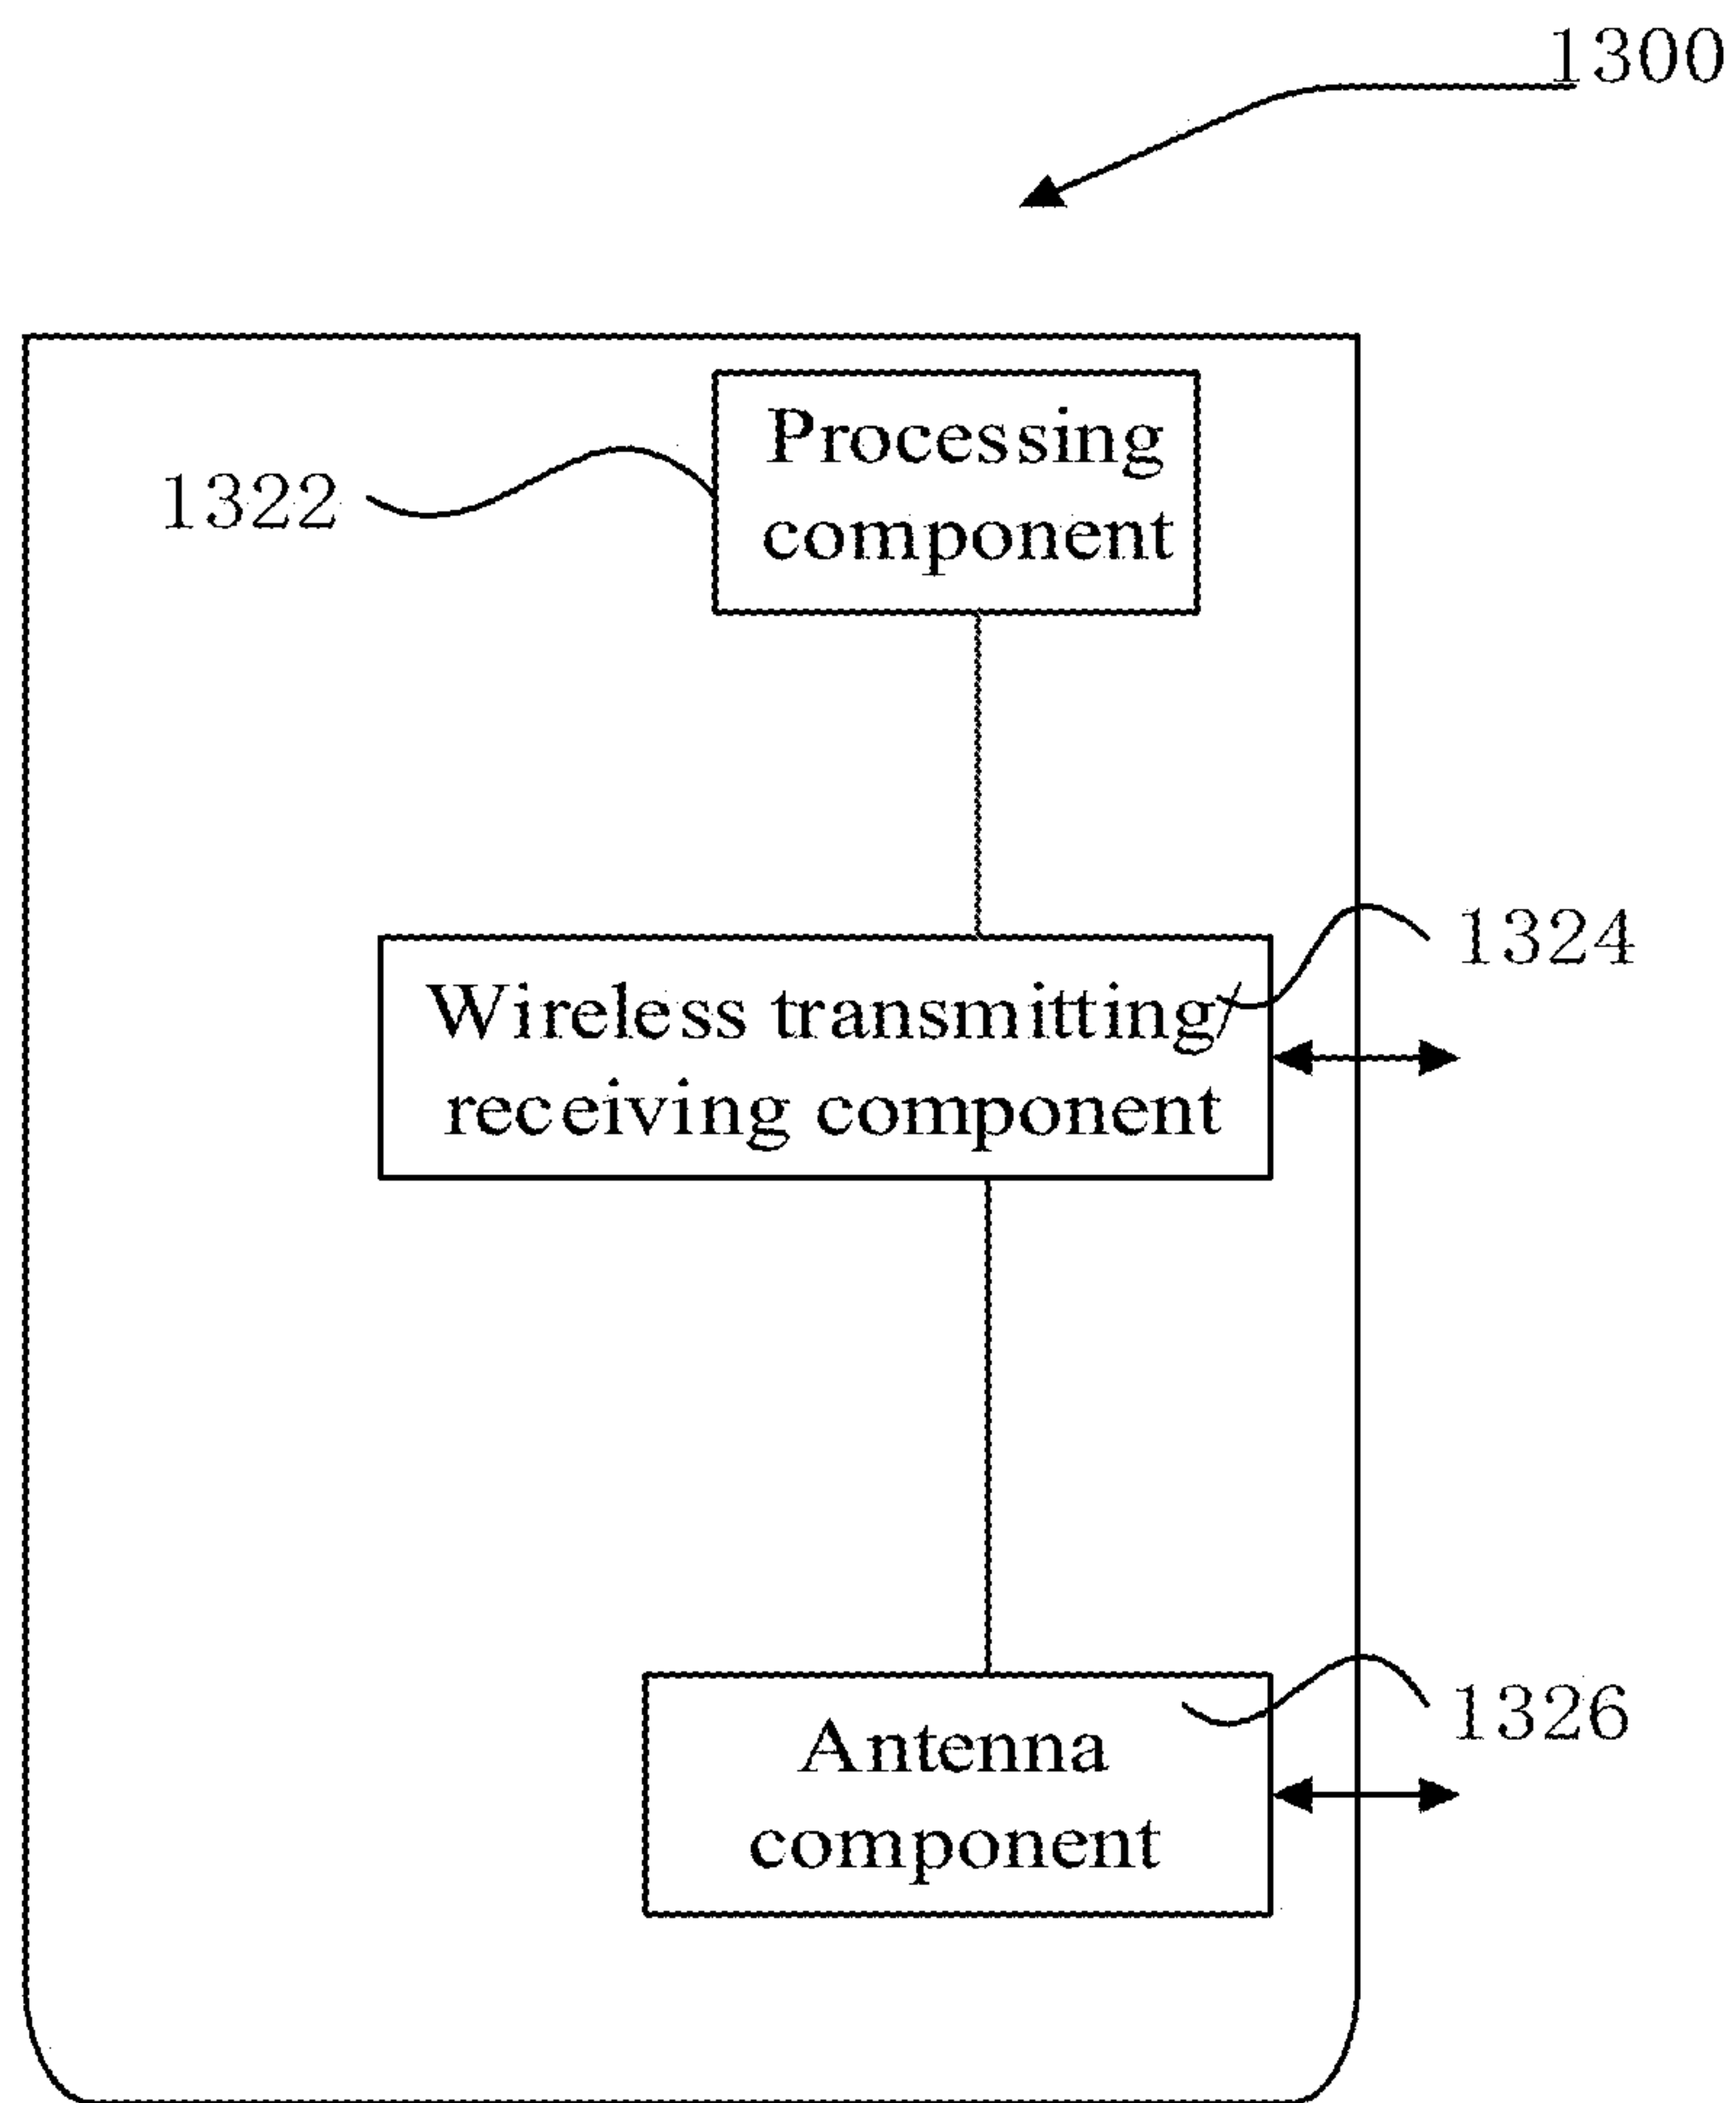 1300
Processing
1322
component
1324
Wireless transmitting/
receiving component
1326
Antenna
component